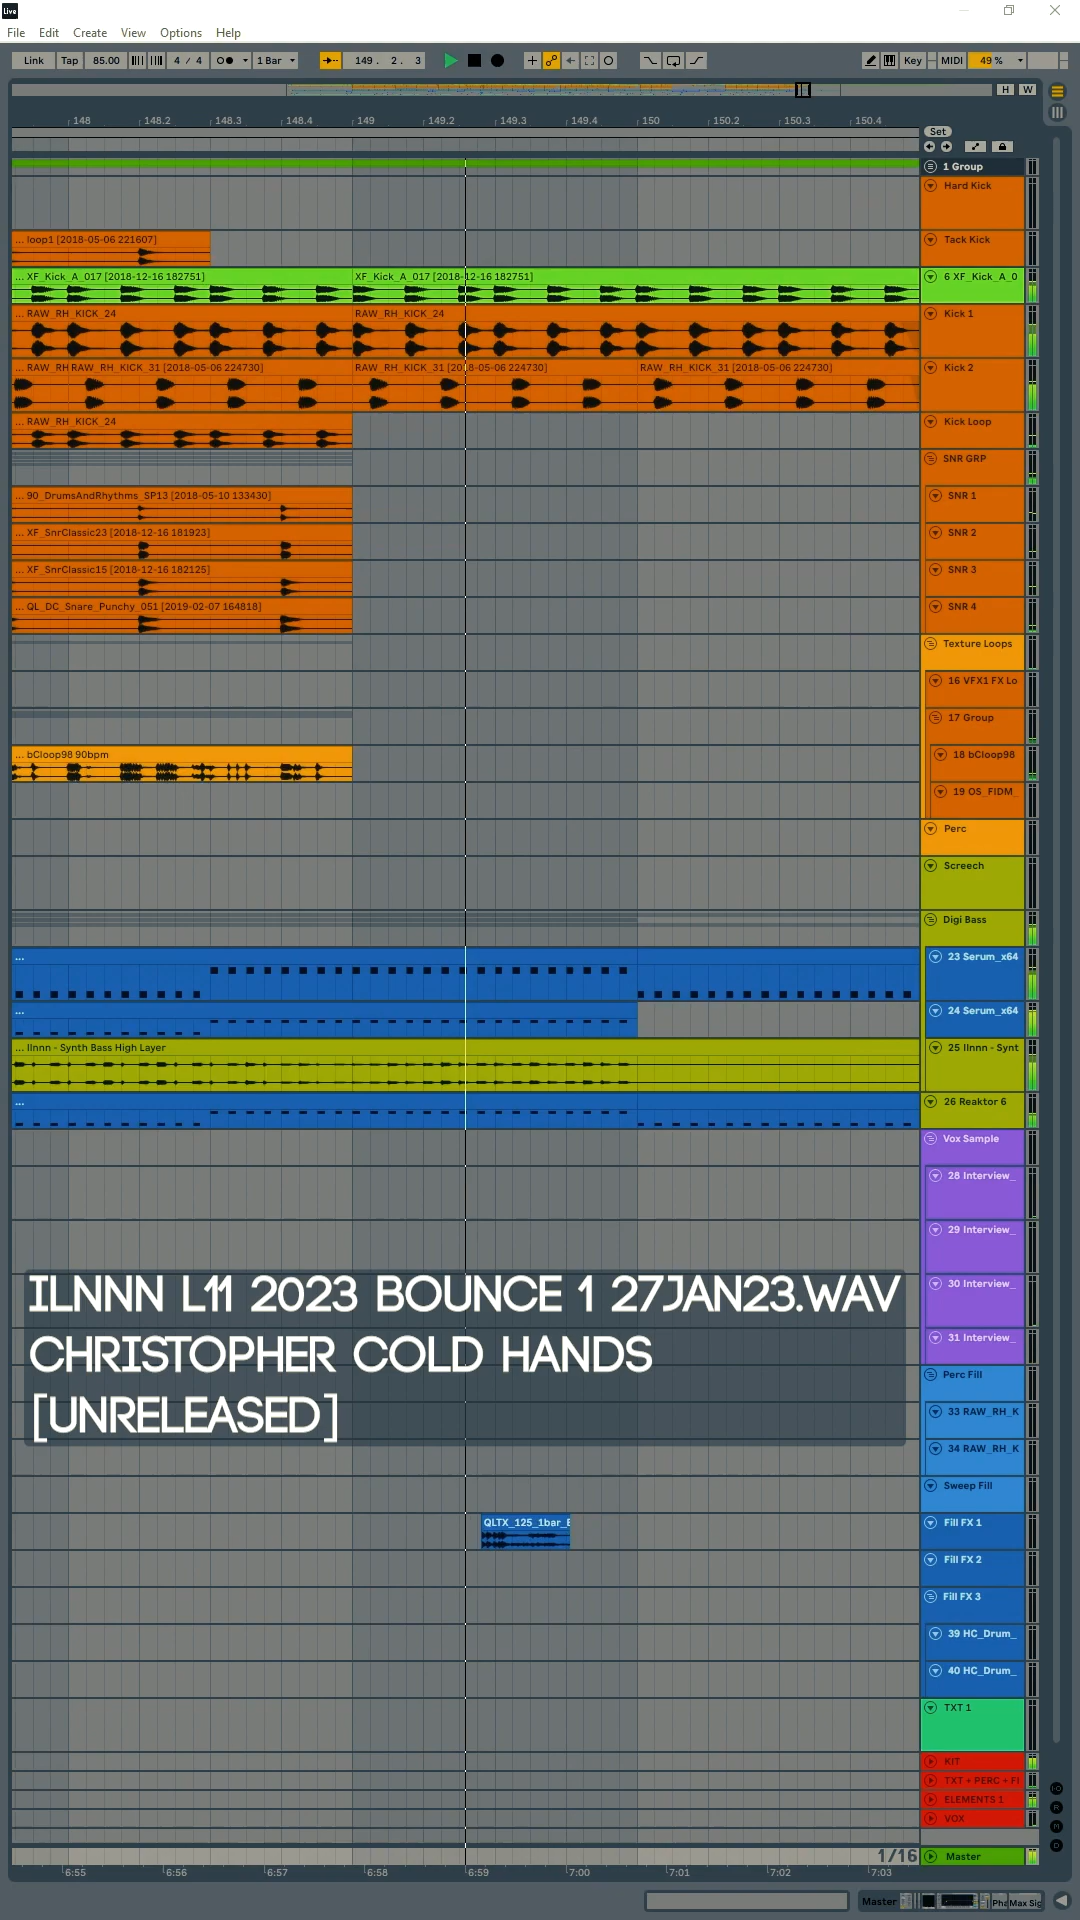 Live
File Edit Create View Options Help
Link Tap 85.00 4 / 4 1 Bar 149 . 2 . 3 Key MIDI 49 %
H W
148 148.2 148.3 148.4 149 149.2 149.3 149.4 150 150.2 150.3 150.4
Set
1 Group
Hard Kick
... loop1 [2018-05-06 221607] Tack Kick
... XF_Kick_A_017 [2018-12-16 182751] XF_Kick_A_017 [2018-12-16 182751] 6 XF_Kick_A_0
... RAW_RH_KICK_24 RAW_RH_KICK_24 Kick 1
... RAW_RH RAW_RH_KICK_31 [2018-05-06 224730] RAW_RH_KICK_31 [2018-05-06 224730] RAW_RH_KICK_31 [2018-05-06 224730] Kick 2
... RAW_RH_KICK_24 Kick Loop
SNR GRP
... 90_DrumsAndRhythms_SP13 [2018-05-10 133430] SNR 1
... XF_SnrClassic23 [2018-12-16 181923] SNR 2
... XF_SnrClassic15 [2018-12-16 182125] SNR 3
... QL_DC_Snare_Punchy_051 [2019-02-07 164818] SNR 4
Texture Loops
16 VFX1 FX Lo
17 Group
... bCloop98 90bpm 18 bCloop98
19 OS_FIDM_
Perc
Screech
Digi Bass
... 23 Serum_x64
... 24 Serum_x64
... Ilnnn - Synth Bass High Layer 25 Ilnnn - Synt
... 26 Reaktor 6
Vox Sample
28 Interview_
29 Interview_
30 Interview_
31 Interview_
ILNNN L11 2023 BOUNCE 1 27JAN23.WAV
CHRISTOPHER COLD HANDS
[UNRELEASED]
Perc Fill
33 RAW_RH_K
34 RAW_RH_K
Sweep Fill
QLTX_125_1bar_E Fill FX 1
Fill FX 2
Fill FX 3
39 HC_Drum_
40 HC_Drum_
TXT 1
KIT
TXT + PERC + FI
ELEMENTS 1
VOX
1/16 Master
6:55 6:56 6:57 6:58 6:59 7:00 7:01 7:02 7:03
Master Pha Max Sig